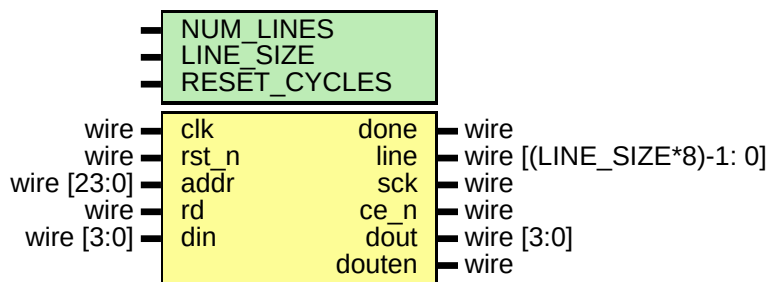 NUM_LINES
LINE_SIZE
RESET_CYCLES
wire clk done wire
wire rst_n line wire [(LINE_SIZE*8)-1: 0]
wire [23:0] addr sck wire
wire rd ce_n wire
wire [3:0] din dout wire [3:0]
douten wire